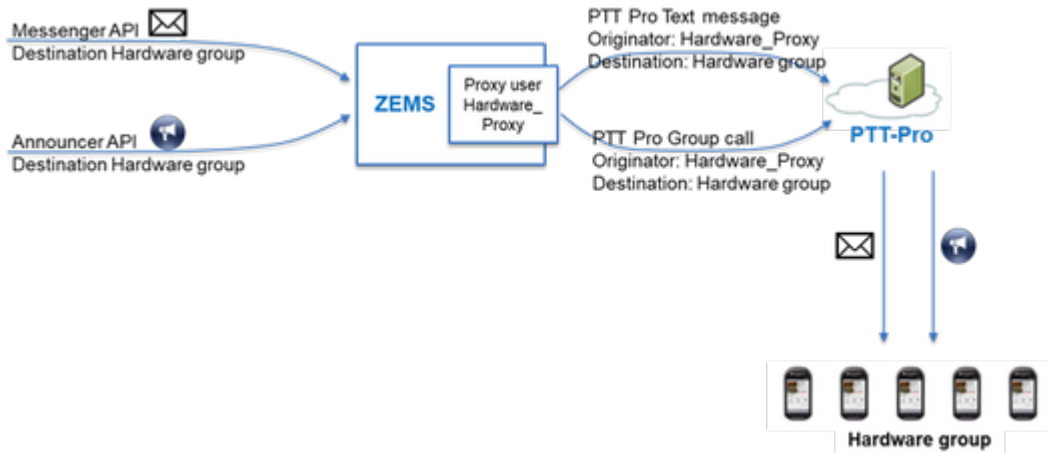 Messenger API
Destination Hardware group
Announcer API
Destination Hardware group
ZEMS
Proxy user
Hardware_
Proxy
PTT Pro Text message
Originator: Hardware_Proxy
Destination: Hardware group
PTT Pro Group call
Originator: Hardware_Proxy
Destination: Hardware group
PTT-Pro
Hardware group